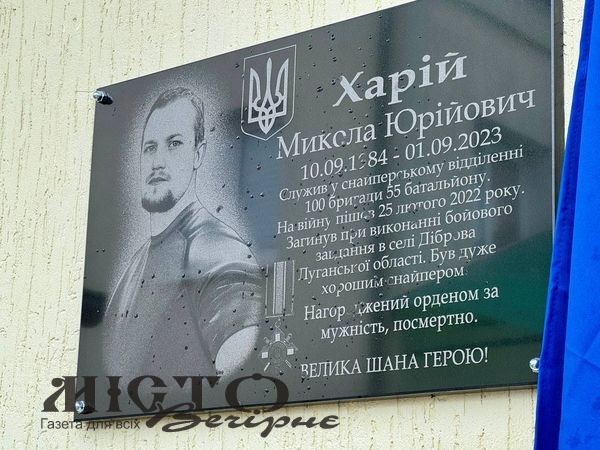 Харій
Микола Юрійович
10.09.1984 - 01.09.2023
Служив у снайперському відділенні
100 бригади 55 батальйону.
На війну пішов 25 лютого 2022 року.
Загинув при виконанні бойового
завдання в селі Діброва
Луганської області. Був дуже
хорошим снайпером.
Нагороджений орденом за
мужність, посмертно.
ВЕЛИКА ШАНА ГЕРОЮ!
МІСТО
Вечірнє
Газета для всіх